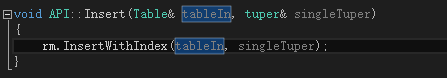 void API::Insert(Table& tableIn, tuper& singleTuper)
{
    rm.InsertWithIndex(tableIn, singleTuper);
}